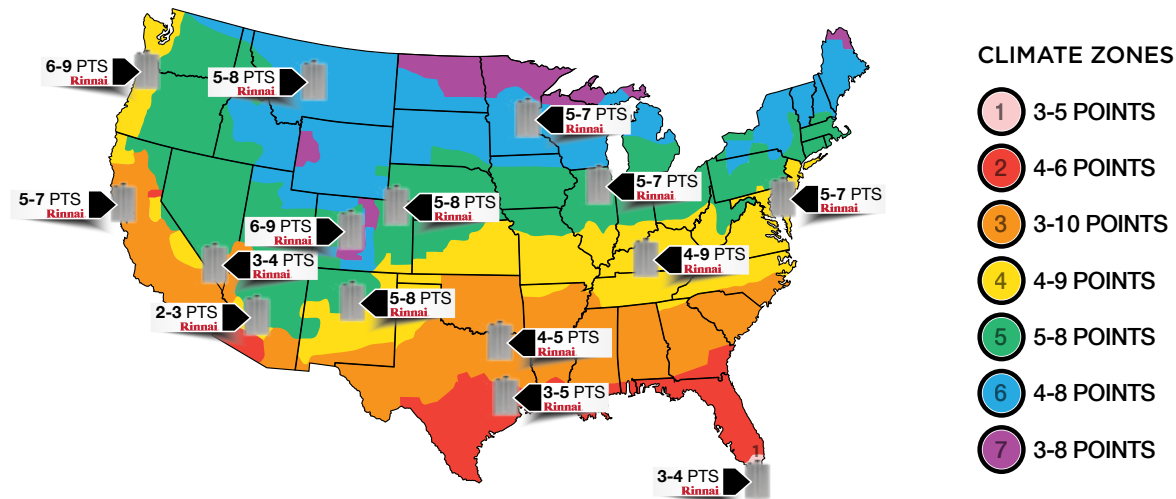 6-9 PTS
Rinnai
5-8 PTS
Rinnai
5-7 PTS
Rinnai
5-7 PTS
Rinnai
5-7 PTS
Rinnai
5-7 PTS
Rinnai
5-8 PTS
Rinnai
6-9 PTS
Rinnai
3-4 PTS
Rinnai
4-9 PTS
Rinnai
2-3 PTS
Rinnai
5-8 PTS
Rinnai
4-5 PTS
Rinnai
3-5 PTS
Rinnai
1
3-4 PTS
Rinnai
CLIMATE ZONES
1 3-5 POINTS
2 4-6 POINTS
3 3-10 POINTS
4 4-9 POINTS
5 5-8 POINTS
6 4-8 POINTS
7 3-8 POINTS